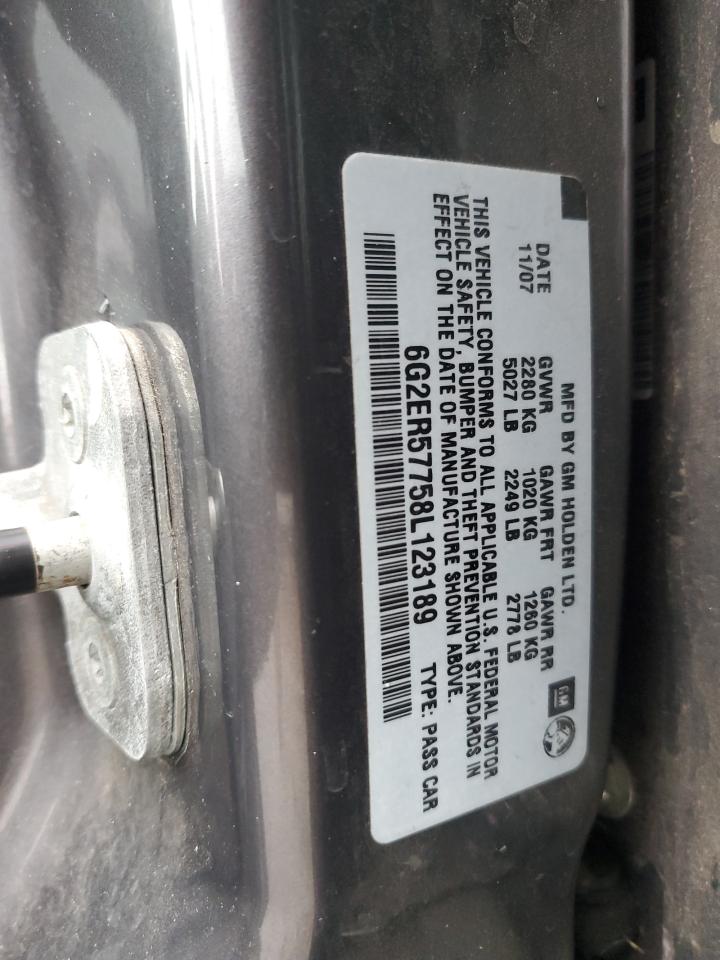 MFD BY GM HOLDEN LTD.
DATE GVWR GAWR FRT GAWR RR
11/07 2280 KG 1020 KG 1260 KG
5027 LB 2249 LB 2778 LB
THIS VEHICLE CONFORMS TO ALL APPLICABLE U.S. FEDERAL MOTOR
VEHICLE SAFETY, BUMPER AND THEFT PREVENTION STANDARDS IN
EFFECT ON THE DATE OF MANUFACTURE SHOWN ABOVE.
6G2ER57758L123189 TYPE: PASS CAR
GM